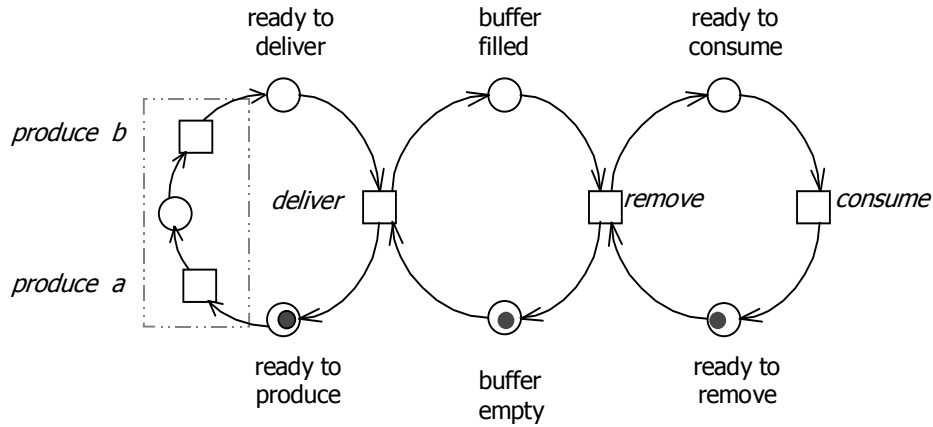 ready to
deliver
buffer
filled
ready to
consume
produce b
deliver
remove
consume
produce a
ready to
produce
buffer
empty
ready to
remove